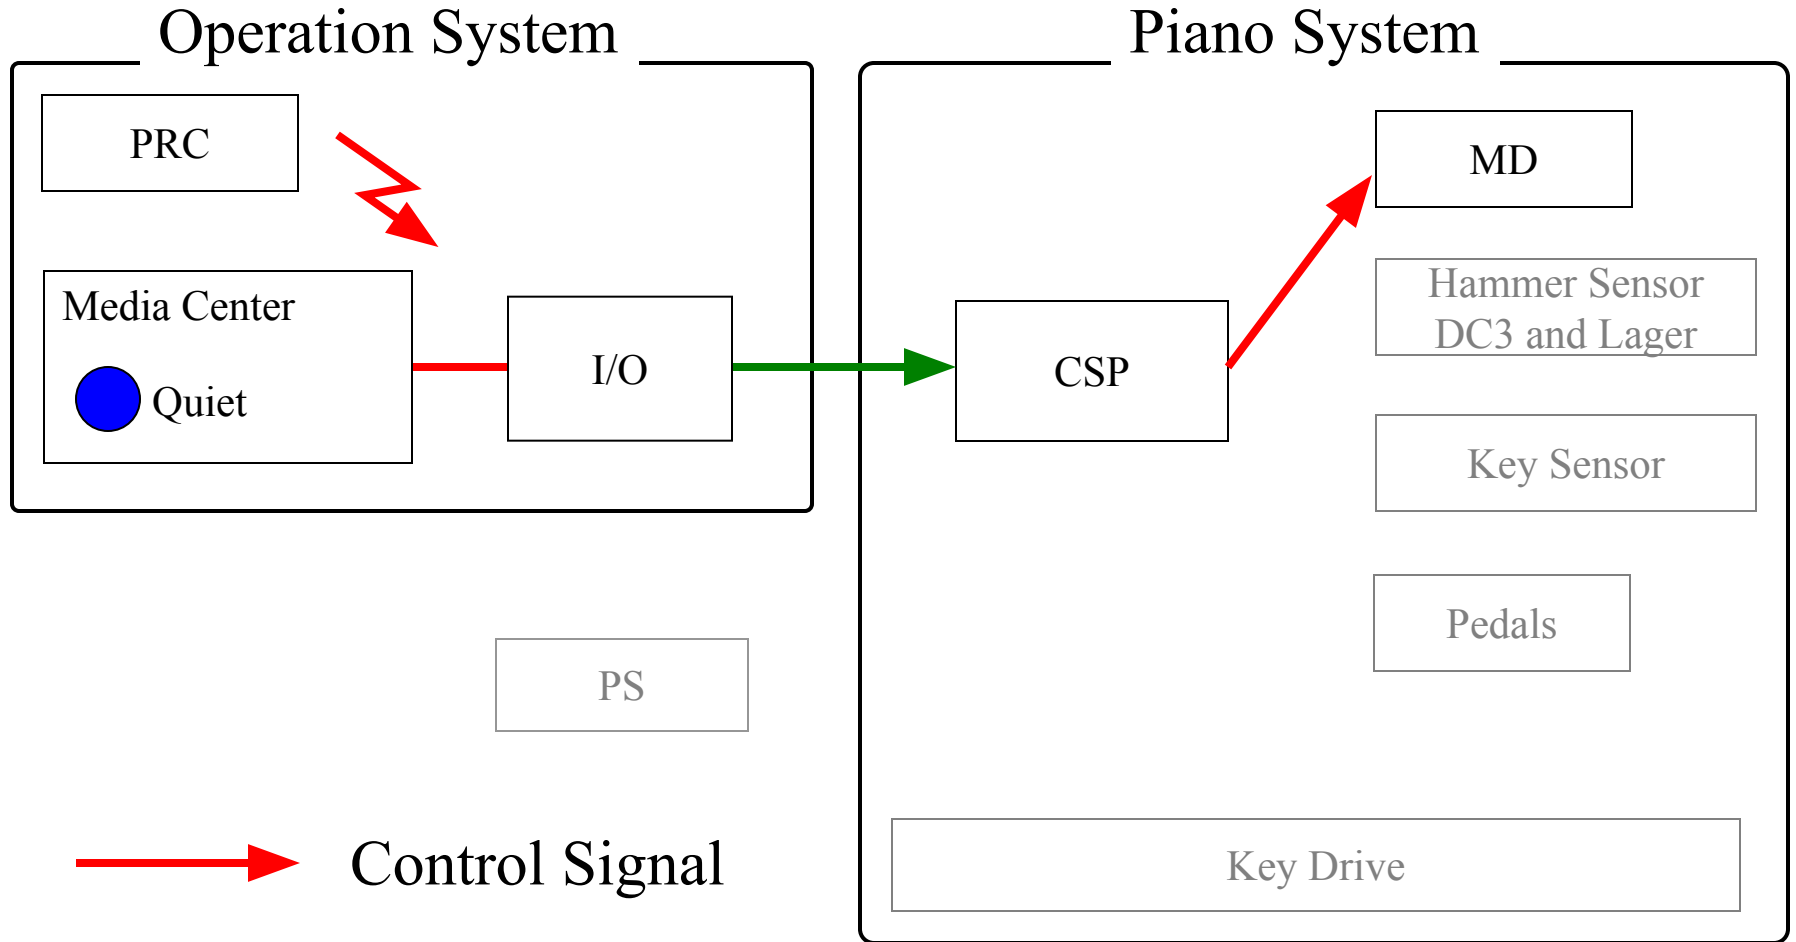 Operation System
Piano System
PRC
MD
Media Center
Quiet
I/O
CSP
Hammer Sensor
DC3 and Lager
Key Sensor
Pedals
PS
Key Drive
Control Signal